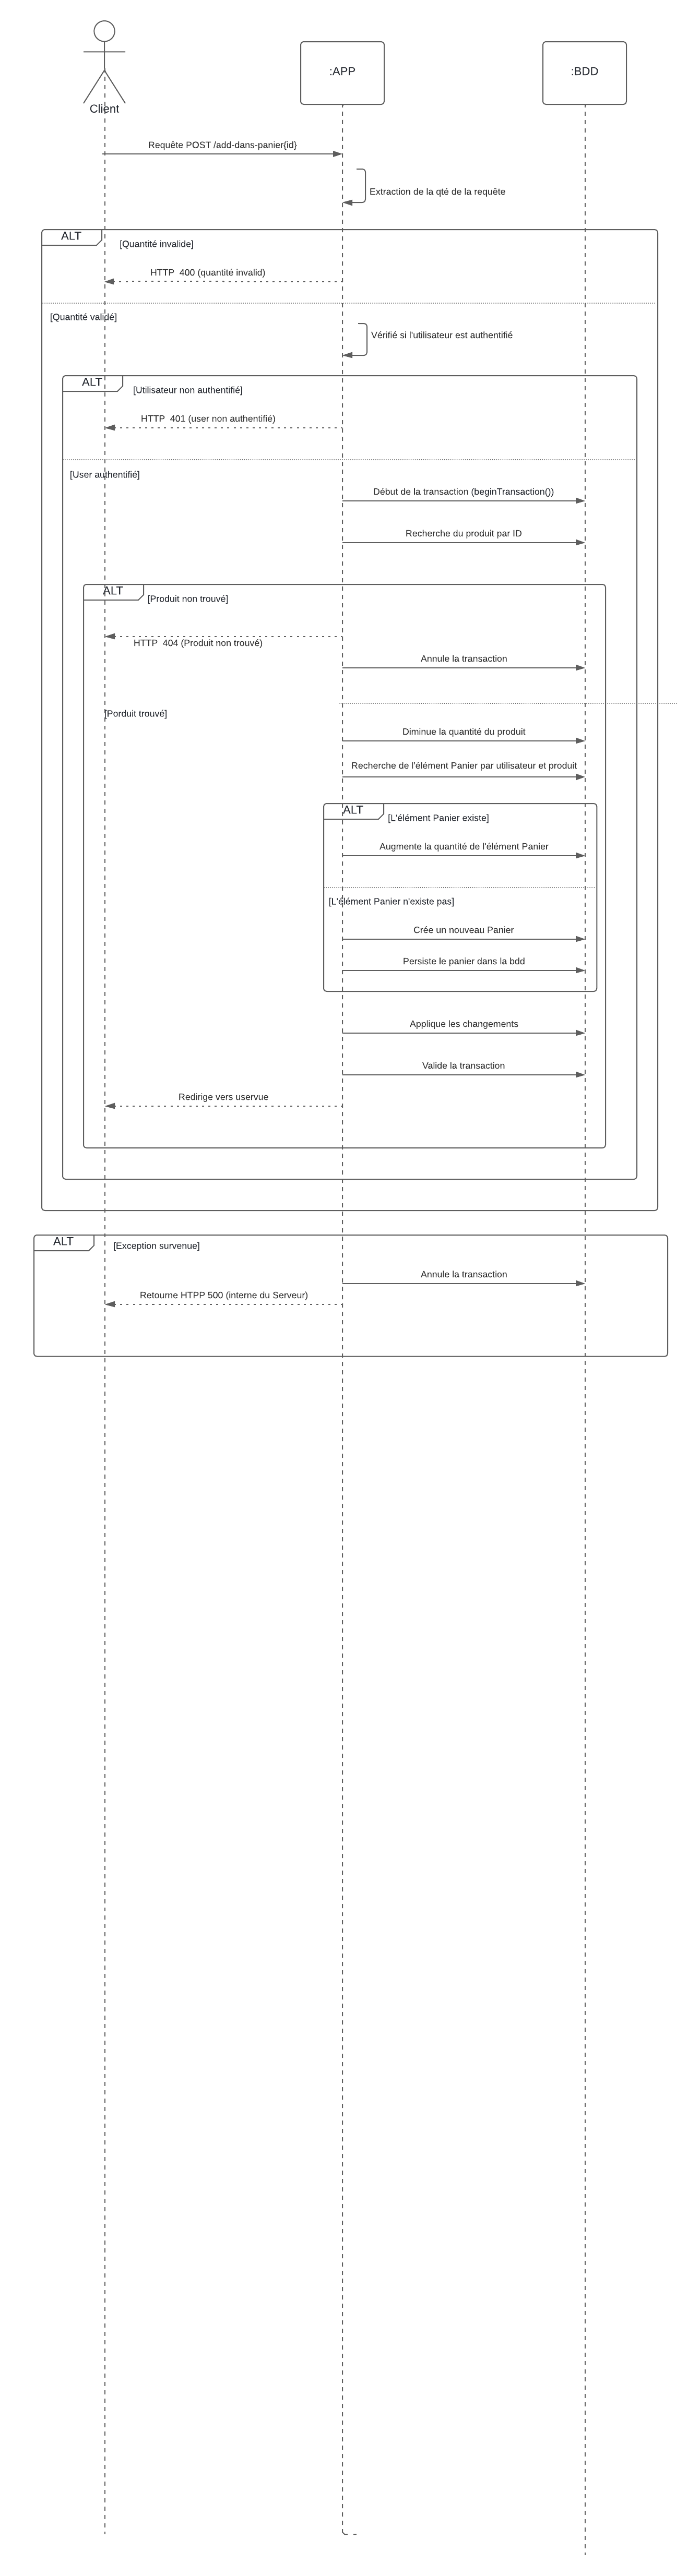 Client
:APP
:BDD
Requête POST /add-dans-panier{id}
Extraction de la qté de la requête
ALT
[Quantité invalide]
HTTP  400 (quantité invalid)
[Quantité validé]
Vérifié si l'utilisateur est authentifié
ALT
[Utilisateur non authentifié]
HTTP  401 (user non authentifié)
[User authentifié]
Début de la transaction (beginTransaction())
Recherche du produit par ID
ALT
[Produit non trouvé]
HTTP  404 (Produit non trouvé)
Annule la transaction
[Porduit trouvé]
Diminue la quantité du produit
Recherche de l'élément Panier par utilisateur et produit
ALT
[L'élément Panier existe]
Augmente la quantité de l'élément Panier
[L'élément Panier n'existe pas]
Crée un nouveau Panier
Persiste le panier dans la bdd
Applique les changements
Valide la transaction
Redirige vers uservue
ALT
[Exception survenue]
Annule la transaction
Retourne HTPP 500 (interne du Serveur)